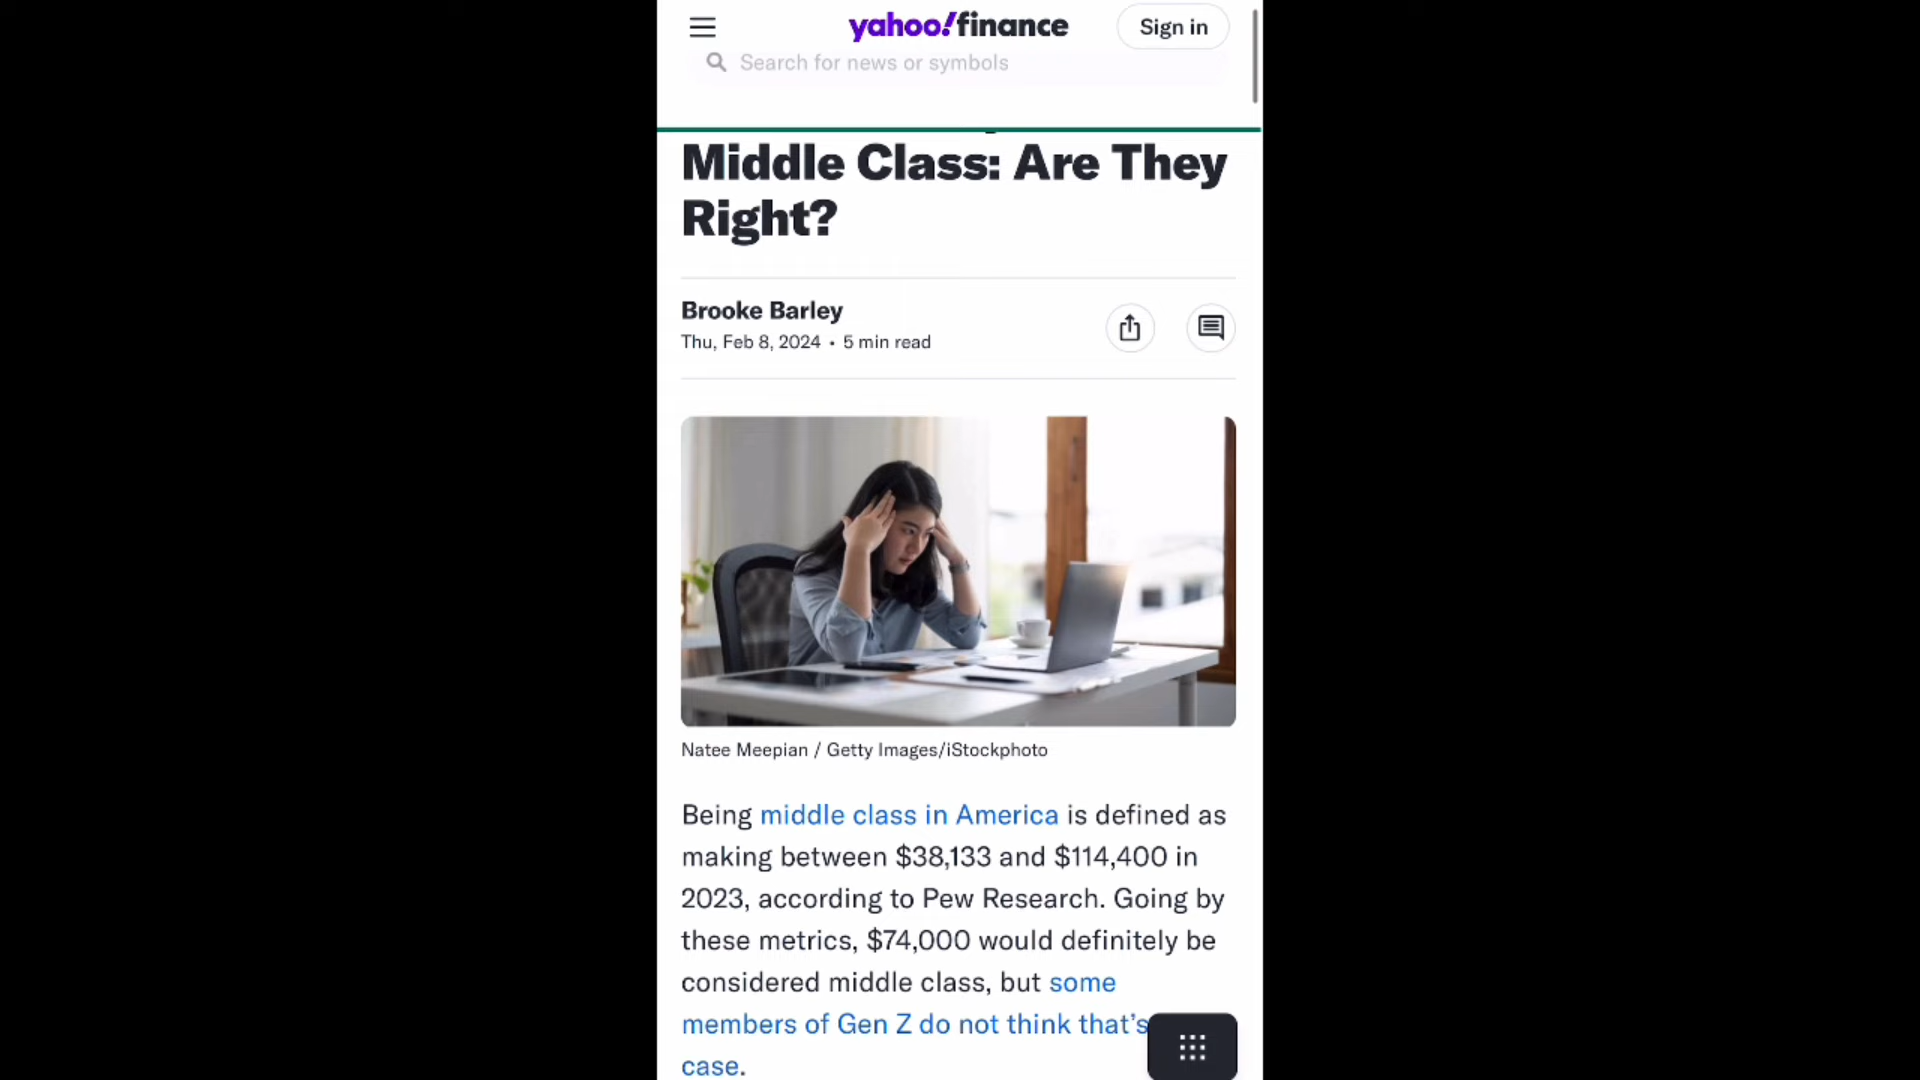 yahoo!finance
Sign in
Search for news or symbols
Middle Class: Are They
Right?
Brooke Barley
Thu, Feb 8, 2024 • 5 min read
Natee Meepian / Getty Images/iStockphoto
Being middle class in America is defined as
making between $38,133 and $114,400 in
2023, according to Pew Research. Going by
these metrics, $74,000 would definitely be
considered middle class, but some
members of Gen Z do not think that’s
case.